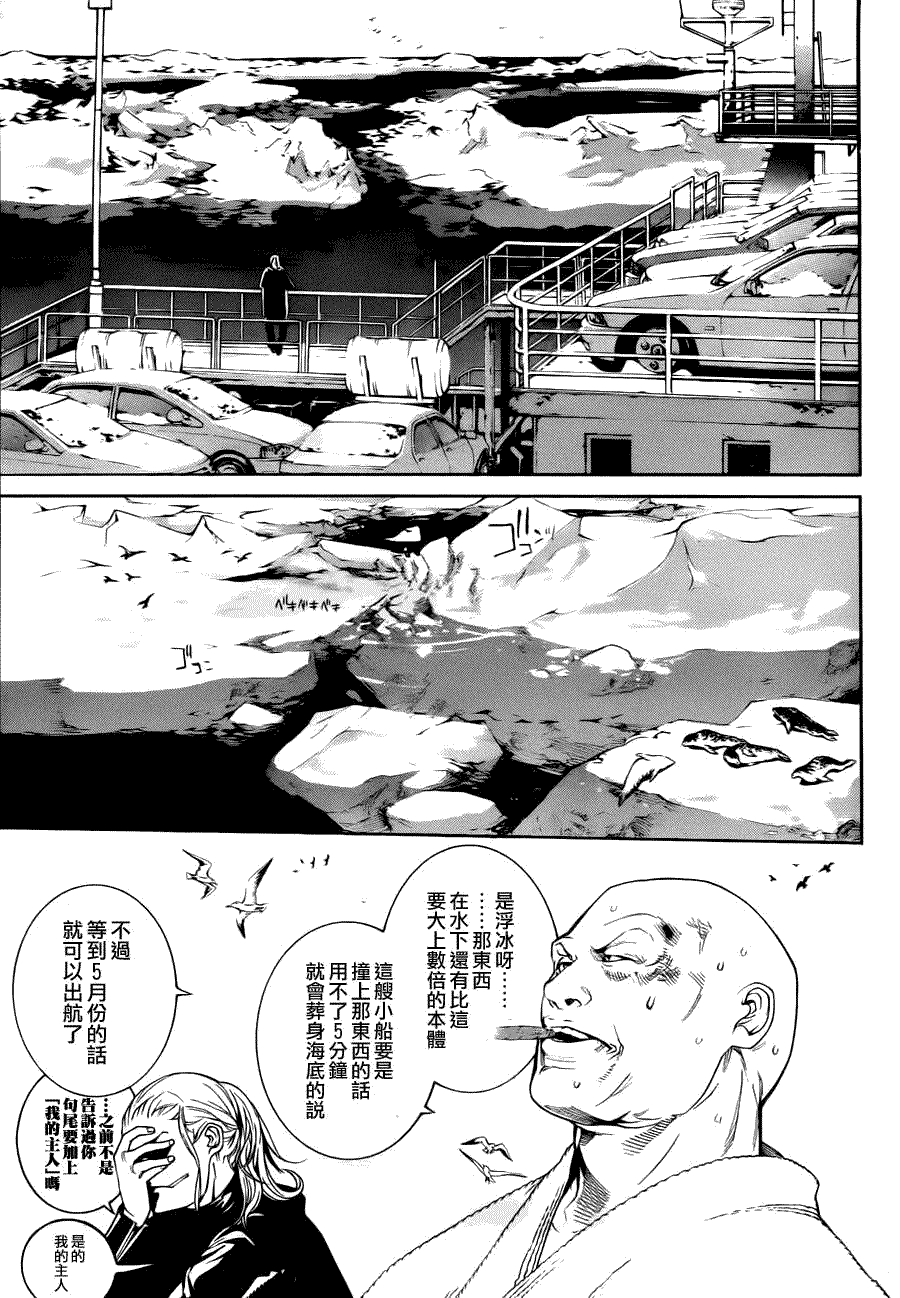 ゴゴン
ベキベキベキ
ゴゴン
是浮冰呀……
……那東西
在水下還有比這
要大上數倍的本體
這艘小船要是
撞上那東西的話
用不了5分鐘
就會葬身海底的說
不過
等到5月份的話
就可以出航了
…之前不是
告訴過你
句尾要加上
「我的主人」嗎
是的
我的主人